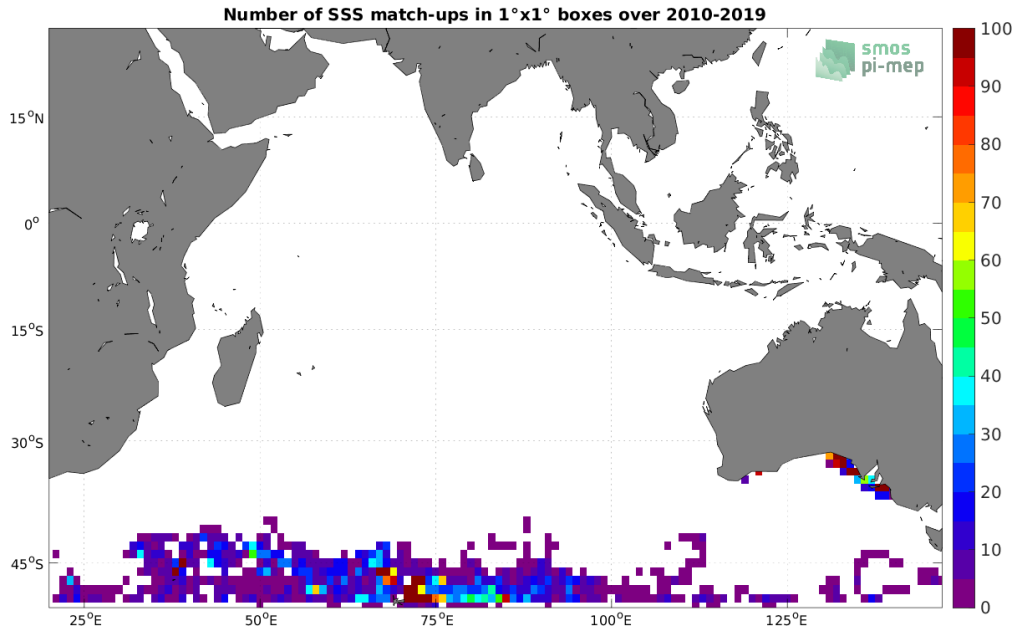 Number of SSS match-ups in 1°x1° boxes over 2010-2019
smos
pi-mep
100
90
80
70
60
50
40
30
20
10
0
15°N
0°
15°S
30°S
45°S
25°E
50°E
75°E
100°E
125°E